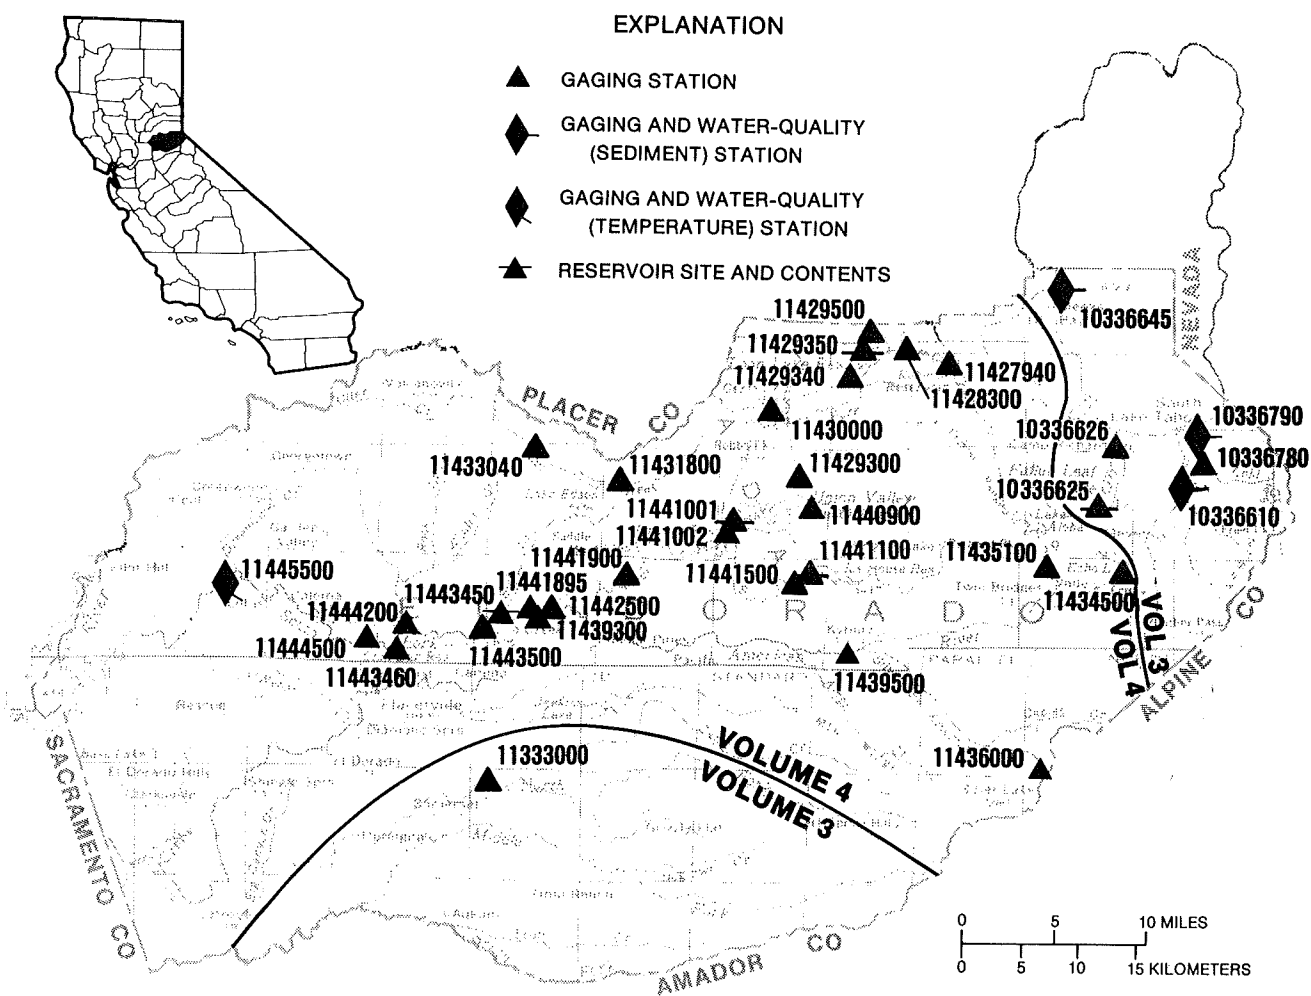 EXPLANATION
GAGING STATION
GAGING AND WATER-QUALITY
(SEDIMENT) STATION
GAGING AND WATER-QUALITY
(TEMPERATURE) STATION
RESERVOIR SITE AND CONTENTS
NEVADA
11429500
10336645
11429350
11429340
11427940
11428300
PLACER CO
11430000
10336626
10336790
10336780
11433040
11431800
11429300
10336625
10336610
Union Valley
11441001
11440900
11441002
11441900
11441100
11435100
11445500
11441895
11441500
11443450
11442500
11434500
11444200
11439300
O R A D O
CO
11444500
11443500
VOL 3
VOL 4
11443460
11439500
ALPINE
SACRAMENTO CO
11333000
VOLUME 4
VOLUME 3
11436000
AMADOR CO
0 5 10 MILES
0 5 10 15 KILOMETERS